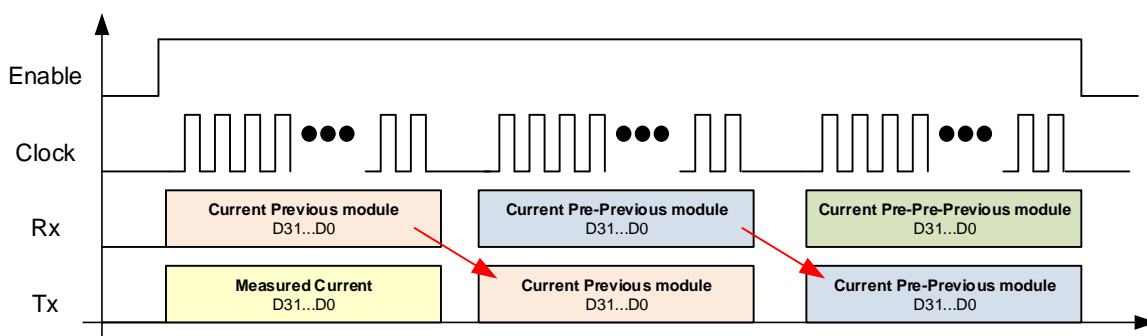 Enable
Clock
Rx
Current Previous module
D31...D0
Current Pre-Previous module
D31...D0
Current Pre-Pre-Previous module
D31...D0
Tx
Measured Current
D31...D0
Current Previous module
D31...D0
Current Pre-Previous module
D31...D0